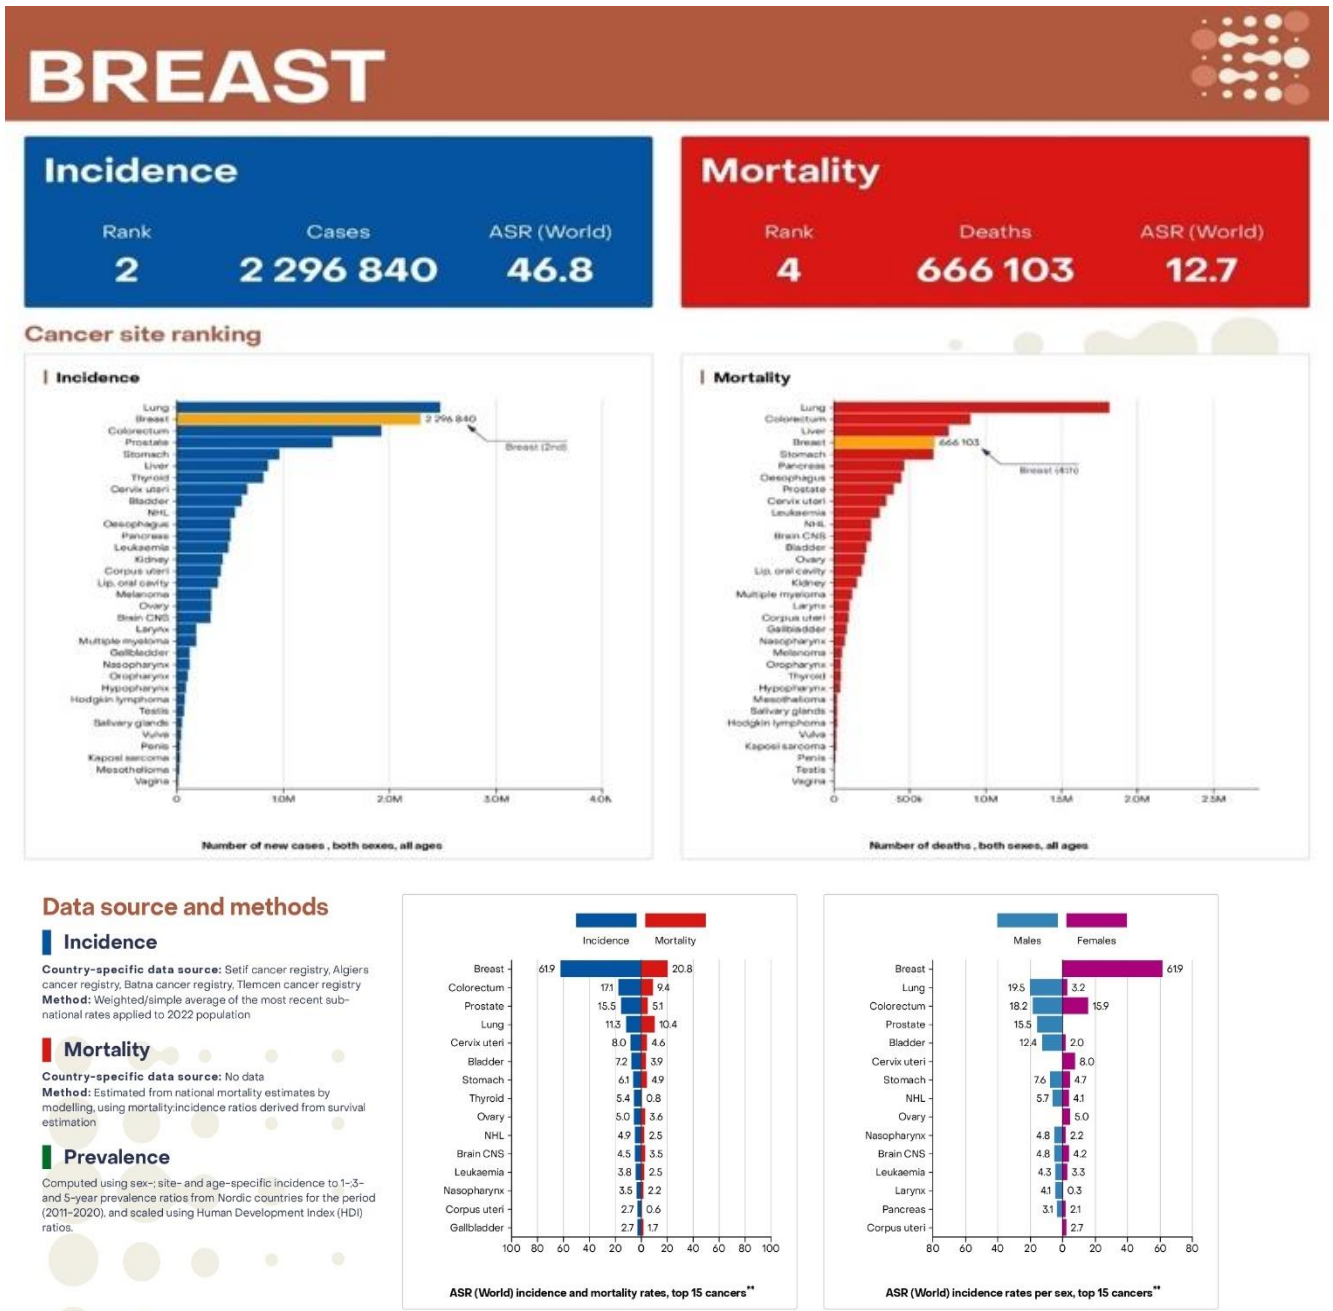 BREAST
Incidence
Rank
Cases
ASR (World)
2
2 296 840
46.8
Mortality
Rank
Deaths
ASR (World)
4
666 103
12.7
Cancer site ranking
Incidence
Lung
Breast
2 296 840
Breast (2nd)
Colorectum
Prostate
Stomach
Liver
Thyroid
Cervix uteri
Bladder
NHL
Oesophagus
Pancreas
Leukaemia
Kidney
Corpus uteri
Lip, oral cavity
Melanoma
Ovary
Brain CNS
Larynx
Multiple myeloma
Gallbladder
Nasopharynx
Oropharynx
Hypopharynx
Hodgkin lymphoma
Testis
Salivary glands
Vulva
Penis
Kaposi sarcoma
Mesothelioma
Vagina
0 1.0M 2.0M 3.0M 4.0M
Number of new cases , both sexes, all ages
Mortality
Lung
Colorectum
Liver
Breast
666 103
Breast (4th)
Stomach
Pancreas
Oesophagus
Prostate
Cervix uteri
Leukaemia
NHL
Brain CNS
Bladder
Ovary
Lip, oral cavity
Kidney
Multiple myeloma
Larynx
Corpus uteri
Gallbladder
Nasopharynx
Melanoma
Oropharynx
Thyroid
Hypopharynx
Mesothelioma
Salivary glands
Hodgkin lymphoma
Vulva
Kaposi sarcoma
Penis
Testis
Vagina
0 500k 1.0M 1.5M 2.0M 2.5M
Number of deaths , both sexes, all ages
Data source and methods
Incidence
Country-specific data source: Setif cancer registry, Algiers
cancer registry, Batna cancer registry, Tlemcen cancer registry
Method: Weighted/simple average of the most recent sub-
national rates applied to 2022 population
Mortality
Country-specific data source: No data
Method: Estimated from national mortality estimates by
modelling, using mortality:incidence ratios derived from survival
estimation
Prevalence
Computed using sex-; site- and age-specific incidence to 1-;3-
and 5-year prevalence ratios from Nordic countries for the period
(2011-2020), and scaled using Human Development Index (HDI)
ratios.
Incidence Mortality
Breast 61.9 20.8
Colorectum 17.1 9.4
Prostate 15.5 5.1
Lung 11.3 10.4
Cervix uteri 8.0 4.6
Bladder 7.2 3.9
Stomach 6.1 4.9
Thyroid 5.4 0.8
Ovary 5.0 3.6
NHL 4.9 2.5
Brain CNS 4.5 3.5
Leukaemia 3.8 2.5
Nasopharynx 3.5 2.2
Corpus uteri 2.7 0.6
Gallbladder 2.7 1.7
100 80 60 40 20 0 20 40 60 80 100
ASR (World) incidence and mortality rates, top 15 cancers**
Males Females
Breast 61.9
Lung 19.5 3.2
Colorectum 18.2 15.9
Prostate 15.5
Bladder 12.4 2.0
Cervix uteri 8.0
Stomach 7.6 4.7
NHL 5.7 4.1
Ovary 5.0
Nasopharynx 4.8 2.2
Brain CNS 4.8 4.2
Leukaemia 4.3 3.3
Larynx 4.1 0.3
Pancreas 3.1 2.1
Corpus uteri 2.7
80 60 40 20 0 20 40 60 80
ASR (World) incidence rates per sex, top 15 cancers**